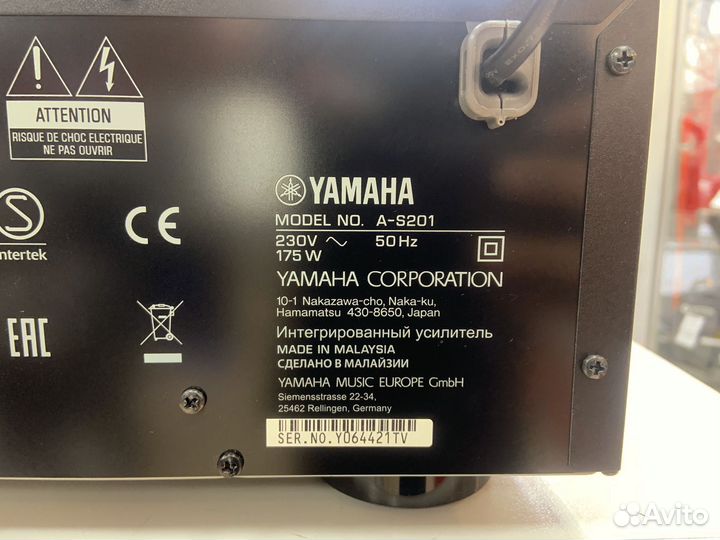 ATTENTION
RISQUE DE CHOC ELECTRIQUE
NE PAS OUVRIR
S
ntertek
CE
EAC
YAMAHA
MODEL NO. A-S201
230V ~ 50Hz
175W
YAMAHA CORPORATION
10-1 Nakazawa-cho, Naka-ku,
Hamamatsu 430-8650, Japan
Интегрированный усилитель
MADE IN MALAYSIA
СДЕЛАНО В МАЛАЙЗИИ
YAMAHA MUSIC EUROPE GmbH
Siemensstrasse 22-34,
25462 Rellingen, Germany
SER.NO.Y064421TV
Avito